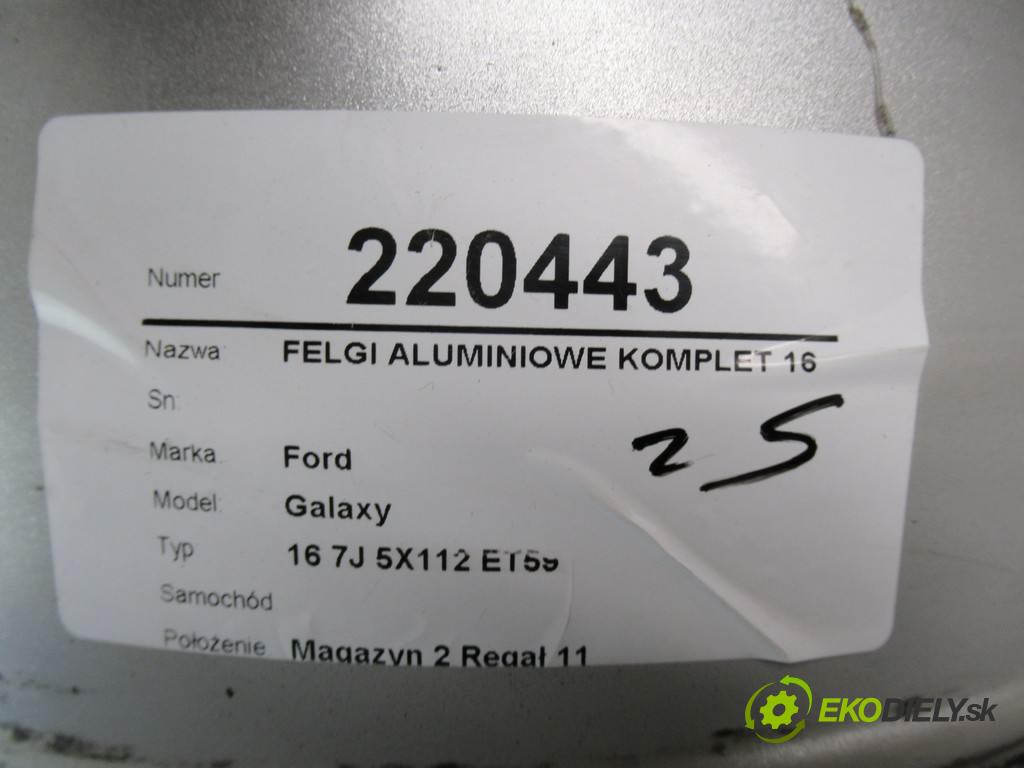 Numer 220443
Nazwa FELGI ALUMINIOWE KOMPLET 16
Sn:
25
Marka Ford
Model: Galaxy
Typ 16 7J 5X112 ET59
Samochód
Położenie Magazyn 2 Regał 11
EKODIELY.sk